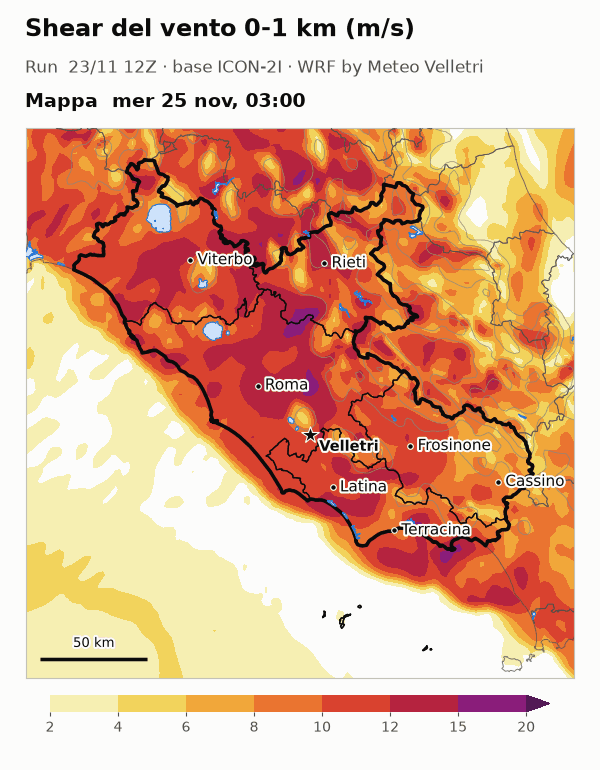 Shear del vento 0-1 km (m/s)
Run  23/11 12Z · base ICON-2I · WRF by Meteo Velletri
Mappa  mer 25 nov, 03:00
Viterbo
Rieti
Roma
Velletri
Frosinone
Cassino
Latina
Terracina
50 km
2 4 6 8 10 12 15 20